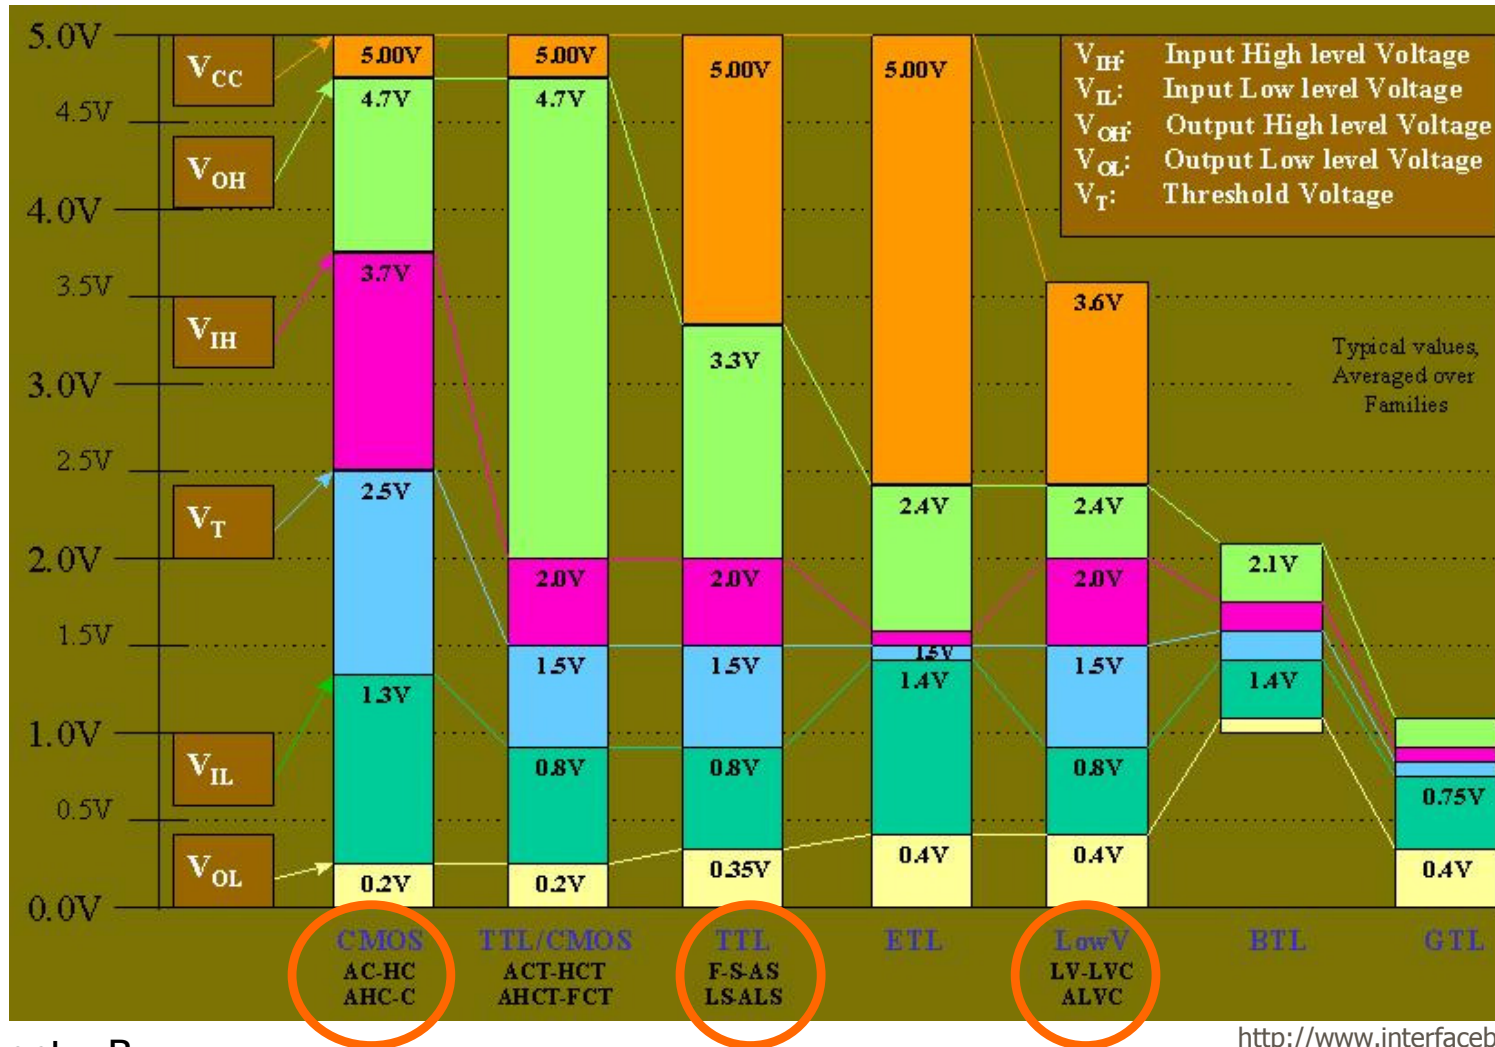 5.0V
4.5V
4.0V
3.5V
3.0V
2.5V
2.0V
1.5V
1.0V
0.5V
0.0V
VCC
VOH
VIH
VT
VIL
VOL
5.00V
4.7V
3.7V
2.5V
1.3V
0.2V
CMOS
AC-HC
AHC-C
5.00V
4.7V
2.0V
1.5V
0.8V
0.2V
TTL/CMOS
ACT-HCT
AHCT-FCT
5.00V
3.3V
2.0V
1.5V
0.8V
0.35V
TTL
F-S-AS
LS-ALS
5.00V
2.4V
1.5V
1.4V
0.4V
ETL
3.6V
2.4V
2.0V
1.5V
0.8V
0.4V
LowV
LV-LVC
ALVC
2.1V
1.4V
BTL
0.75V
0.4V
GTL
VIH: Input High level Voltage
VIL: Input Low level Voltage
VOH: Output High level Voltage
VOL: Output Low level Voltage
VT: Threshold Voltage
Typical values,
Averaged over
Families
http://www.interfaceb